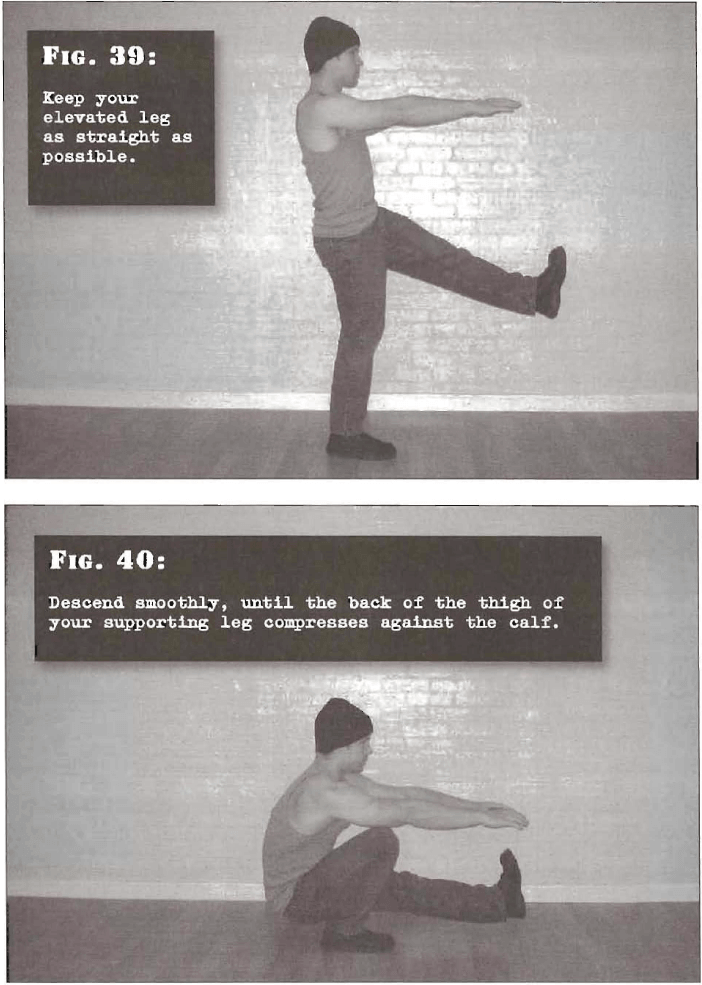 FIG. 39:
Keep your
elevated leg
as straight as
possible.
FIG. 40:
Descend smoothly, until the back of the thigh of
your supporting leg compresses against the calf.